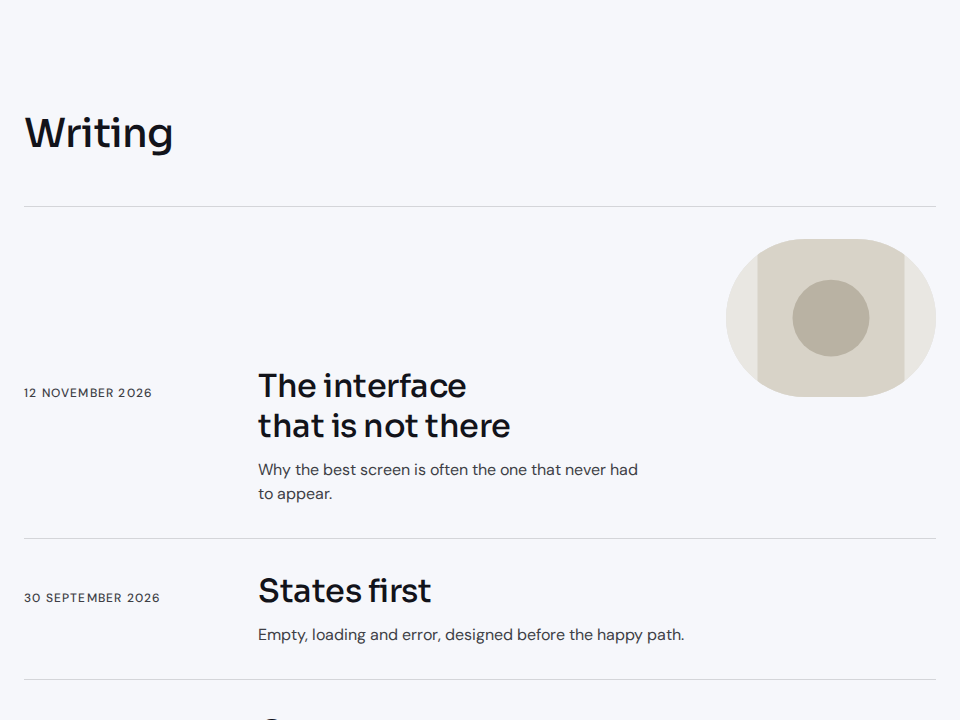 Writing
12 NOVEMBER 2026
The interface
that is not there
Why the best screen is often the one that never had
to appear.
30 SEPTEMBER 2026
States first
Empty, loading and error, designed before the happy path.